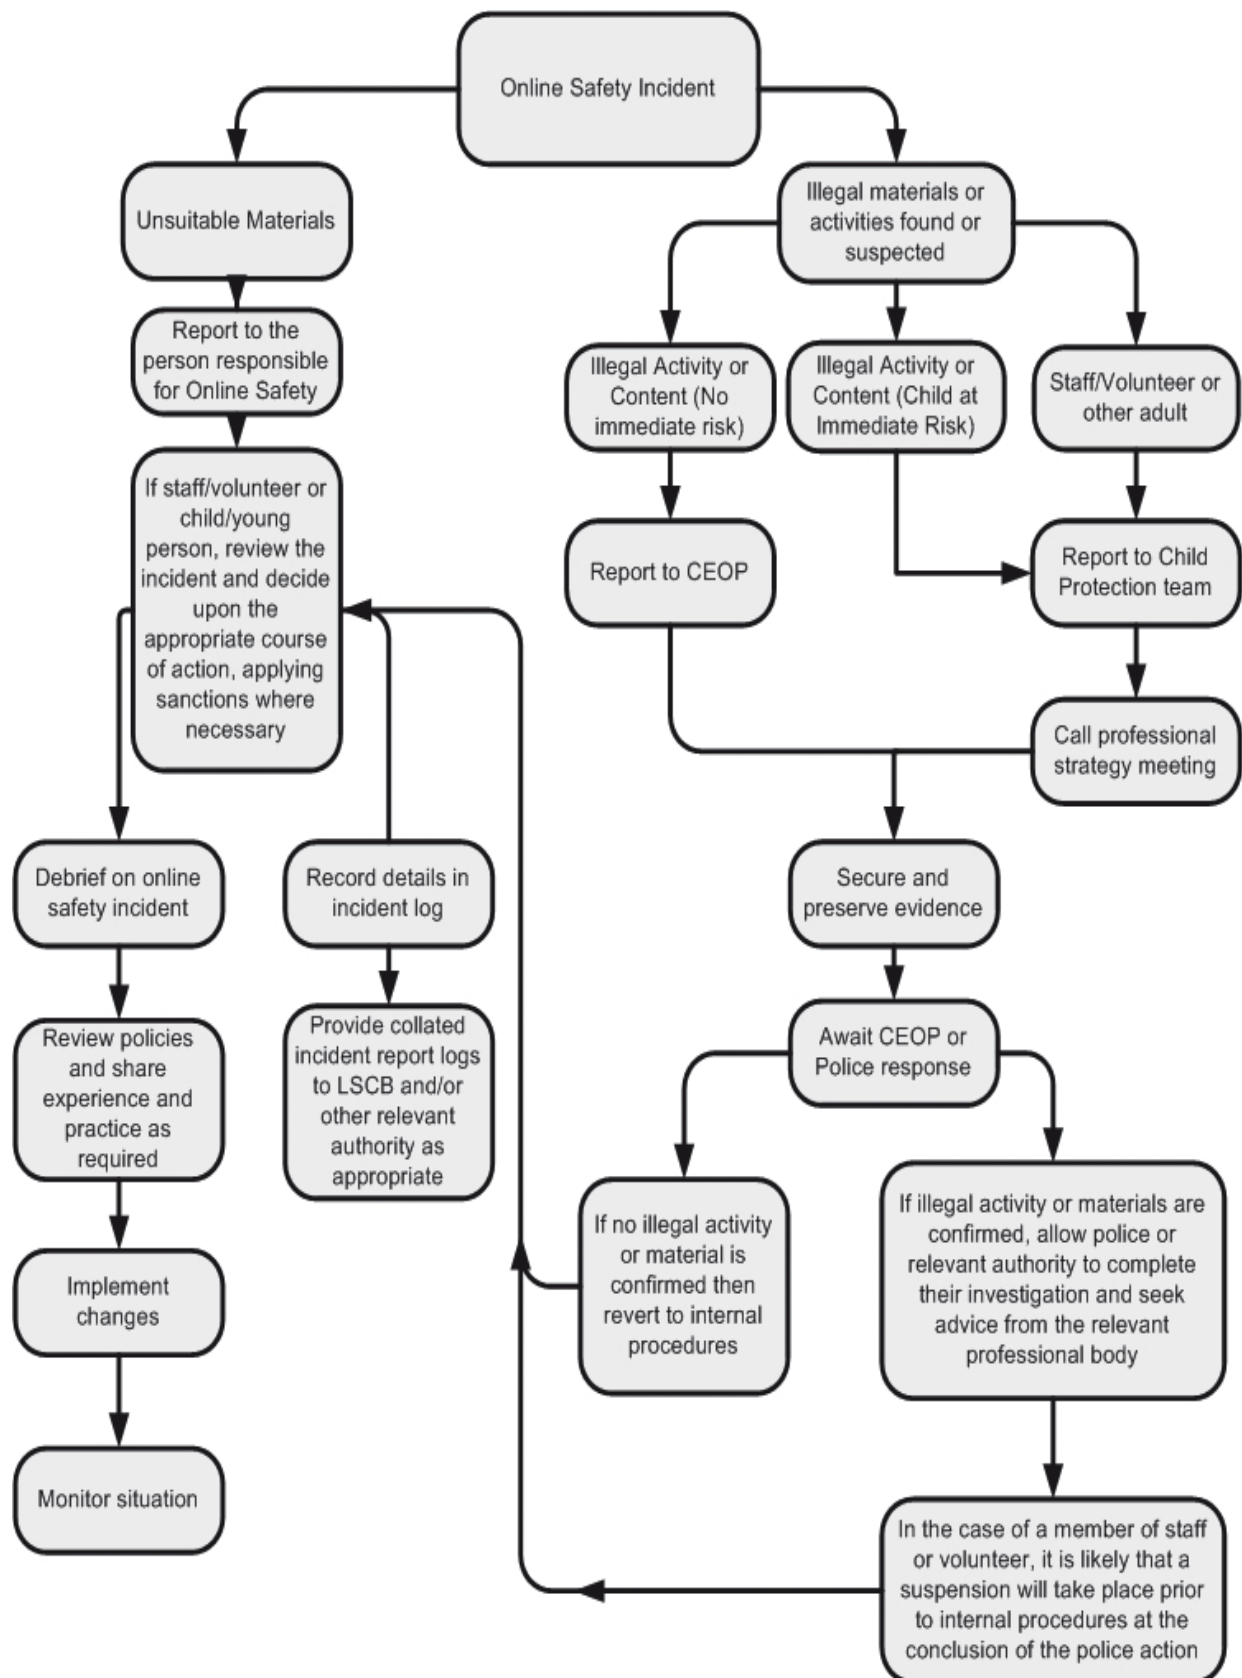 Online Safety Incident
Unsuitable Materials
Report to the
person responsible
for Online Safety
If staff/volunteer or
child/young
person, review the
incident and decide
upon the
appropriate course
of action, applying
sanctions where
necessary
Debrief on online
safety incident
Review policies
and share
experience and
practice as
required
Implement
changes
Monitor situation
Record details in
incident log
Provide collated
incident report logs
to LSCB and/or
other relevant
authority as
appropriate
Illegal materials or
activities found or
suspected
Illegal Activity or
Content (No
immediate risk)
Illegal Activity or
Content (Child at
Immediate Risk)
Staff/Volunteer or
other adult
Report to CEOP
Report to Child
Protection team
Call professional
strategy meeting
Secure and
preserve evidence
Await CEOP or
Police response
If no illegal activity
or material is
confirmed then
revert to internal
procedures
If illegal activity or materials are
confirmed, allow police or
relevant authority to complete
their investigation and seek
advice from the relevant
professional body
In the case of a member of staff
or volunteer, it is likely that a
suspension will take place prior
to internal procedures at the
conclusion of the police action